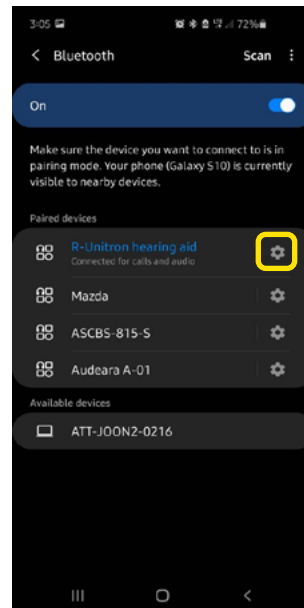 3:05 72%
Bluetooth Scan
On
Make sure the device you want to connect to is in
pairing mode. Your phone (Galaxy S10) is currently
visible to nearby devices.
Paired devices
R-Unitron hearing aid
Connected for calls and audio
Mazda
ASCBS-815-S
Audeara A-01
Available devices
ATT-JOON2-0216